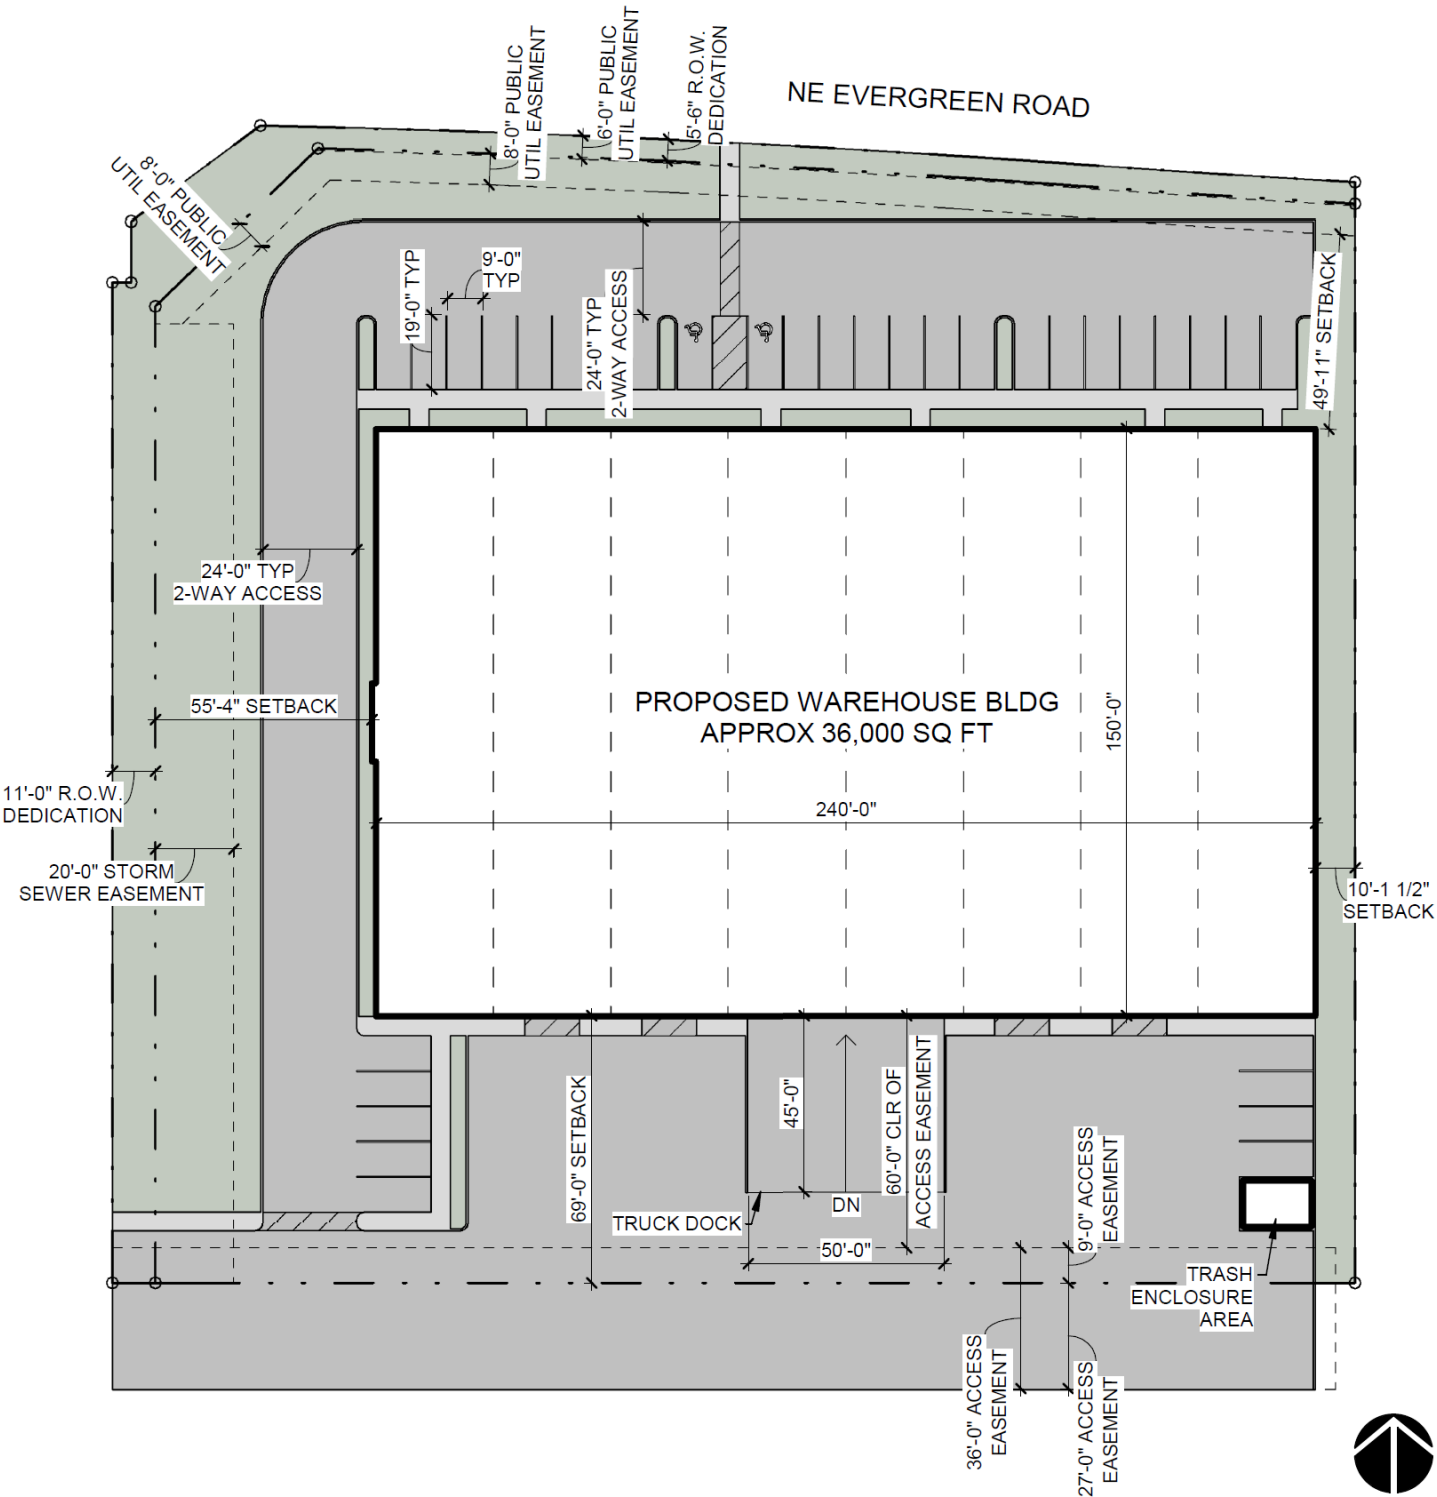 NE EVERGREEN ROAD
8'-0" PUBLIC
UTIL EASEMENT
6'-0" PUBLIC
UTIL EASEMENT
5'-6" R.O.W.
DEDICATION
8'-0" PUBLIC
UTIL EASEMENT
19'-0" TYP
9'-0"
TYP
24'-0" TYP
2-WAY ACCESS
49'-11" SETBACK
24'-0" TYP
2-WAY ACCESS
55'-4" SETBACK
PROPOSED WAREHOUSE BLDG
APPROX 36,000 SQ FT
150'-0"
240'-0"
11'-0" R.O.W.
DEDICATION
20'-0" STORM
SEWER EASEMENT
10'-1 1/2"
SETBACK
69'-0" SETBACK
45'-0"
60'-0" CLR OF
ACCESS EASEMENT
9'-0" ACCESS
EASEMENT
TRUCK DOCK
DN
50'-0"
TRASH
ENCLOSURE
AREA
36'-0" ACCESS
EASEMENT
27'-0" ACCESS
EASEMENT